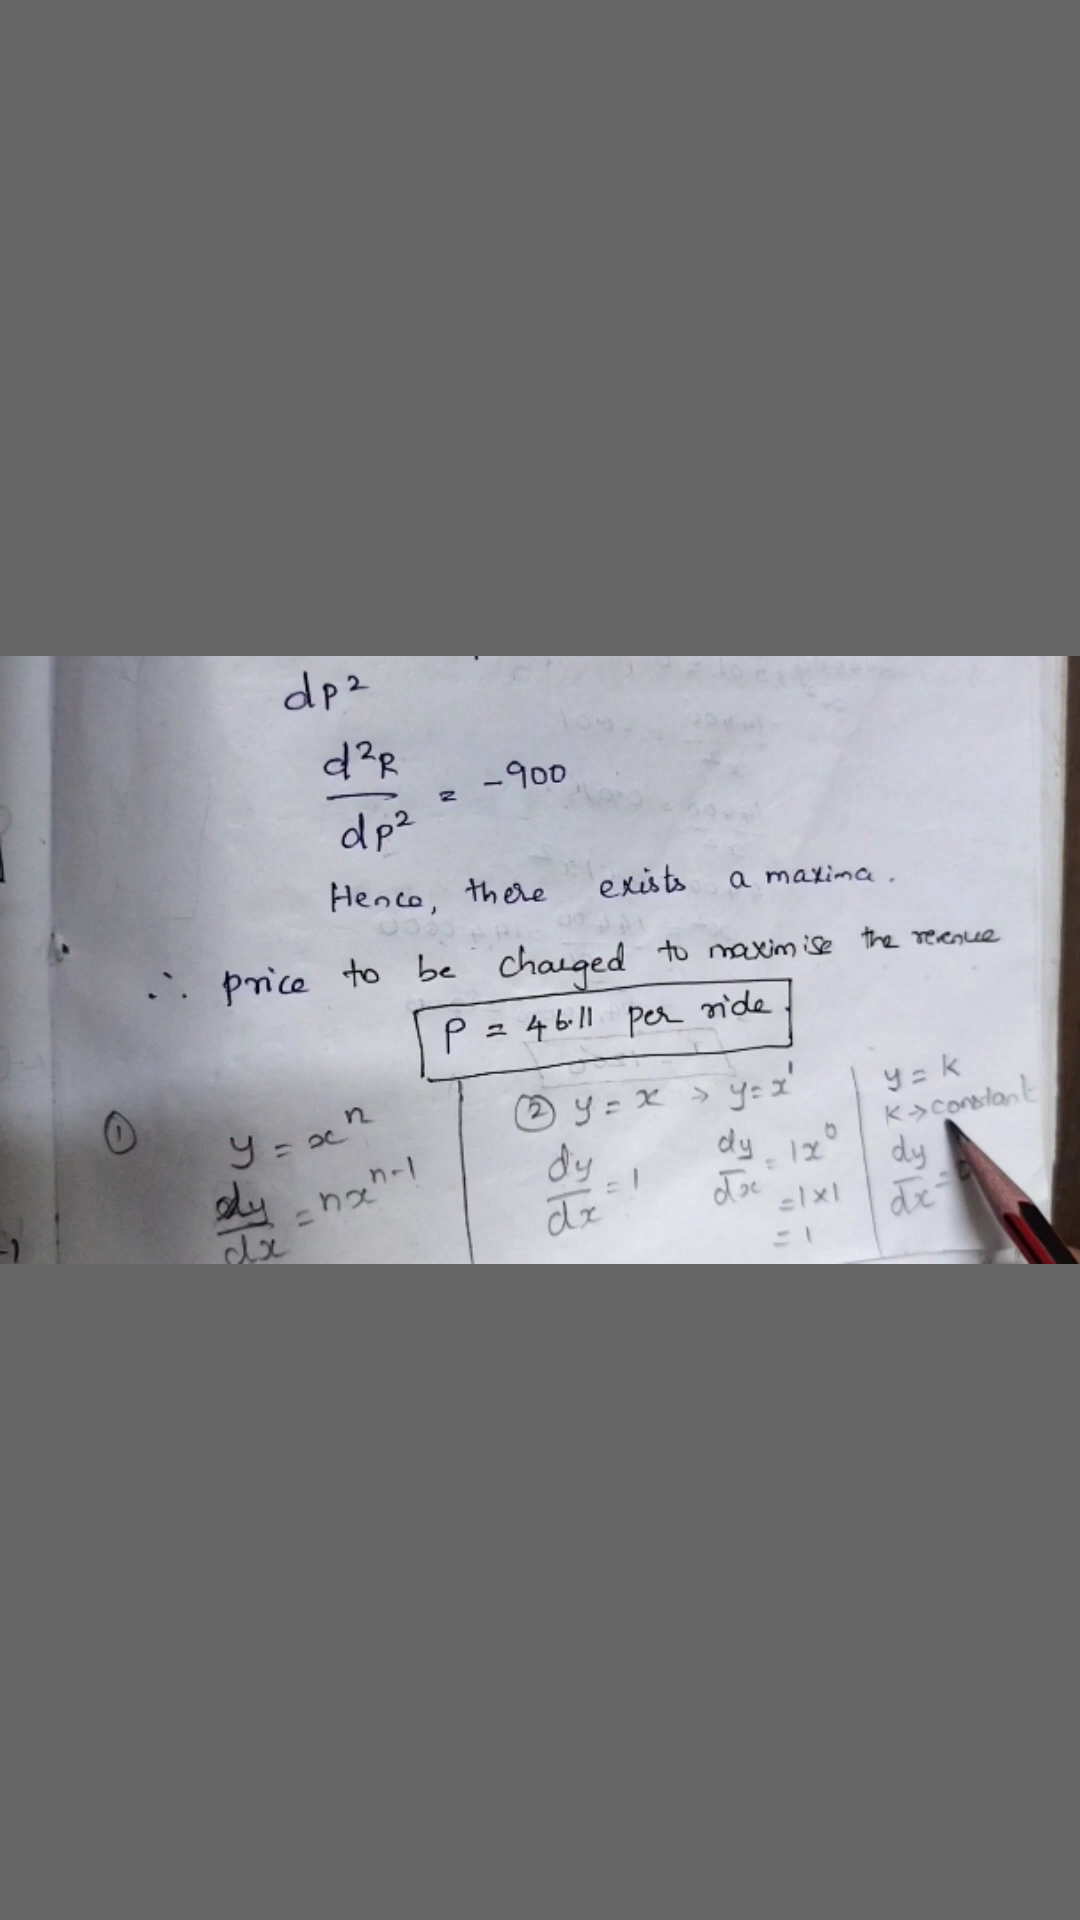 dp²
d²R
dp² = -900
Hence, there exists a maxima.
∴ price to be charged to maximise the revenue
P = 46.11 per ride.
① y = xⁿ
dy
dx = nxⁿ⁻¹
② y = x → y = x¹
dy
dx = 1
dy
dx = 1x⁰
= 1×1
= 1
y = k
k → constant
dy
dx =